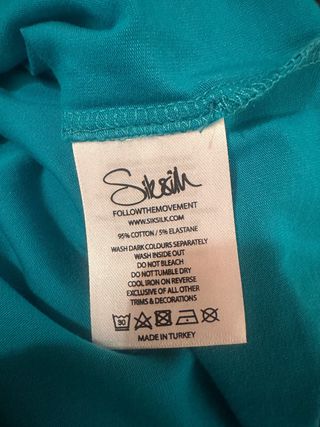 SikSilk
FOLLOWTHEMOVEMENT
WWW.SIKSILK.COM
95% COTTON / 5% ELASTANE
WASH DARK COLOURS SEPARATELY
WASH INSIDE OUT
DO NOT BLEACH
DO NOT TUMBLE DRY
COOL IRON ON REVERSE
EXCLUSIVE OF ALL OTHER
TRIMS & DECORATIONS
30
MADE IN TURKEY